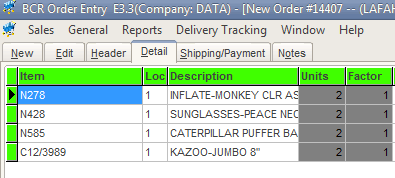 BCR Order Entry E3.3(Company: DATA) - [New Order #14407 -- (LAFAH
Sales General Reports Delivery Tracking Window Help
New Edit Header Detail Shipping/Payment Notes
Item Loc Description Units Factor
N278 1 INFLATE-MONKEY CLR AS 2 1
N428 1 SUNGLASSES-PEACE NEO 2 1
N585 1 CATERPILLAR PUFFER BA 2 1
C12/3989 1 KAZOO-JUMBO 8" 2 1